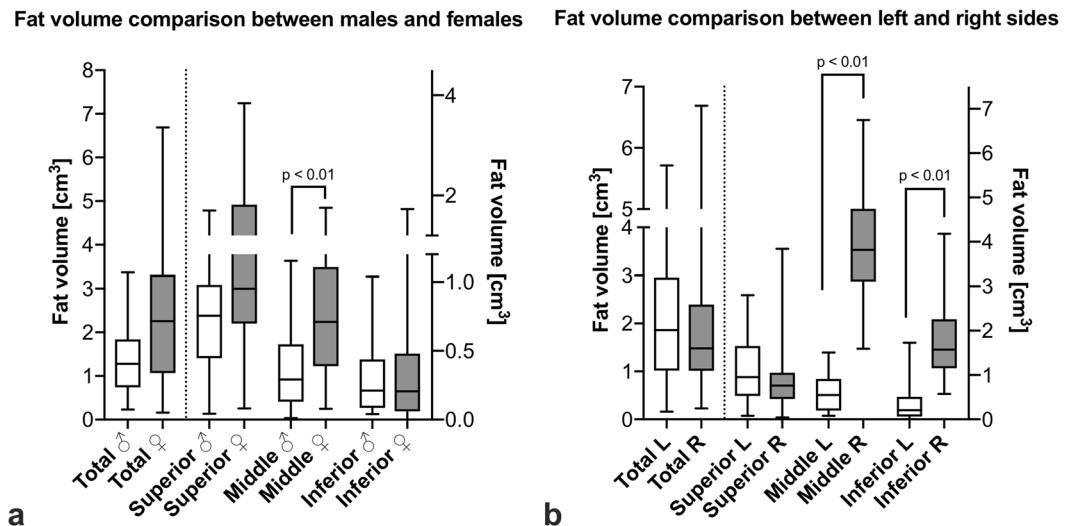 Fat volume comparison between males and females
Fat volume comparison between left and right sides
8
7
6
5
4
3
2
1
0
Fat volume [cm³]
4
2
1.0
0.5
0.0
Fat volume [cm³]
p < 0.01
Total ♂
Total ♀
Superior ♂
Superior ♀
Middle ♂
Middle ♀
Inferior ♂
Inferior ♀
a
7
6
5
4
3
2
1
0
Fat volume [cm³]
7
6
5
4
3
2
1
0
Fat volume [cm³]
p < 0.01
p < 0.01
Total L
Total R
Superior L
Superior R
Middle L
Middle R
Inferior L
Inferior R
b